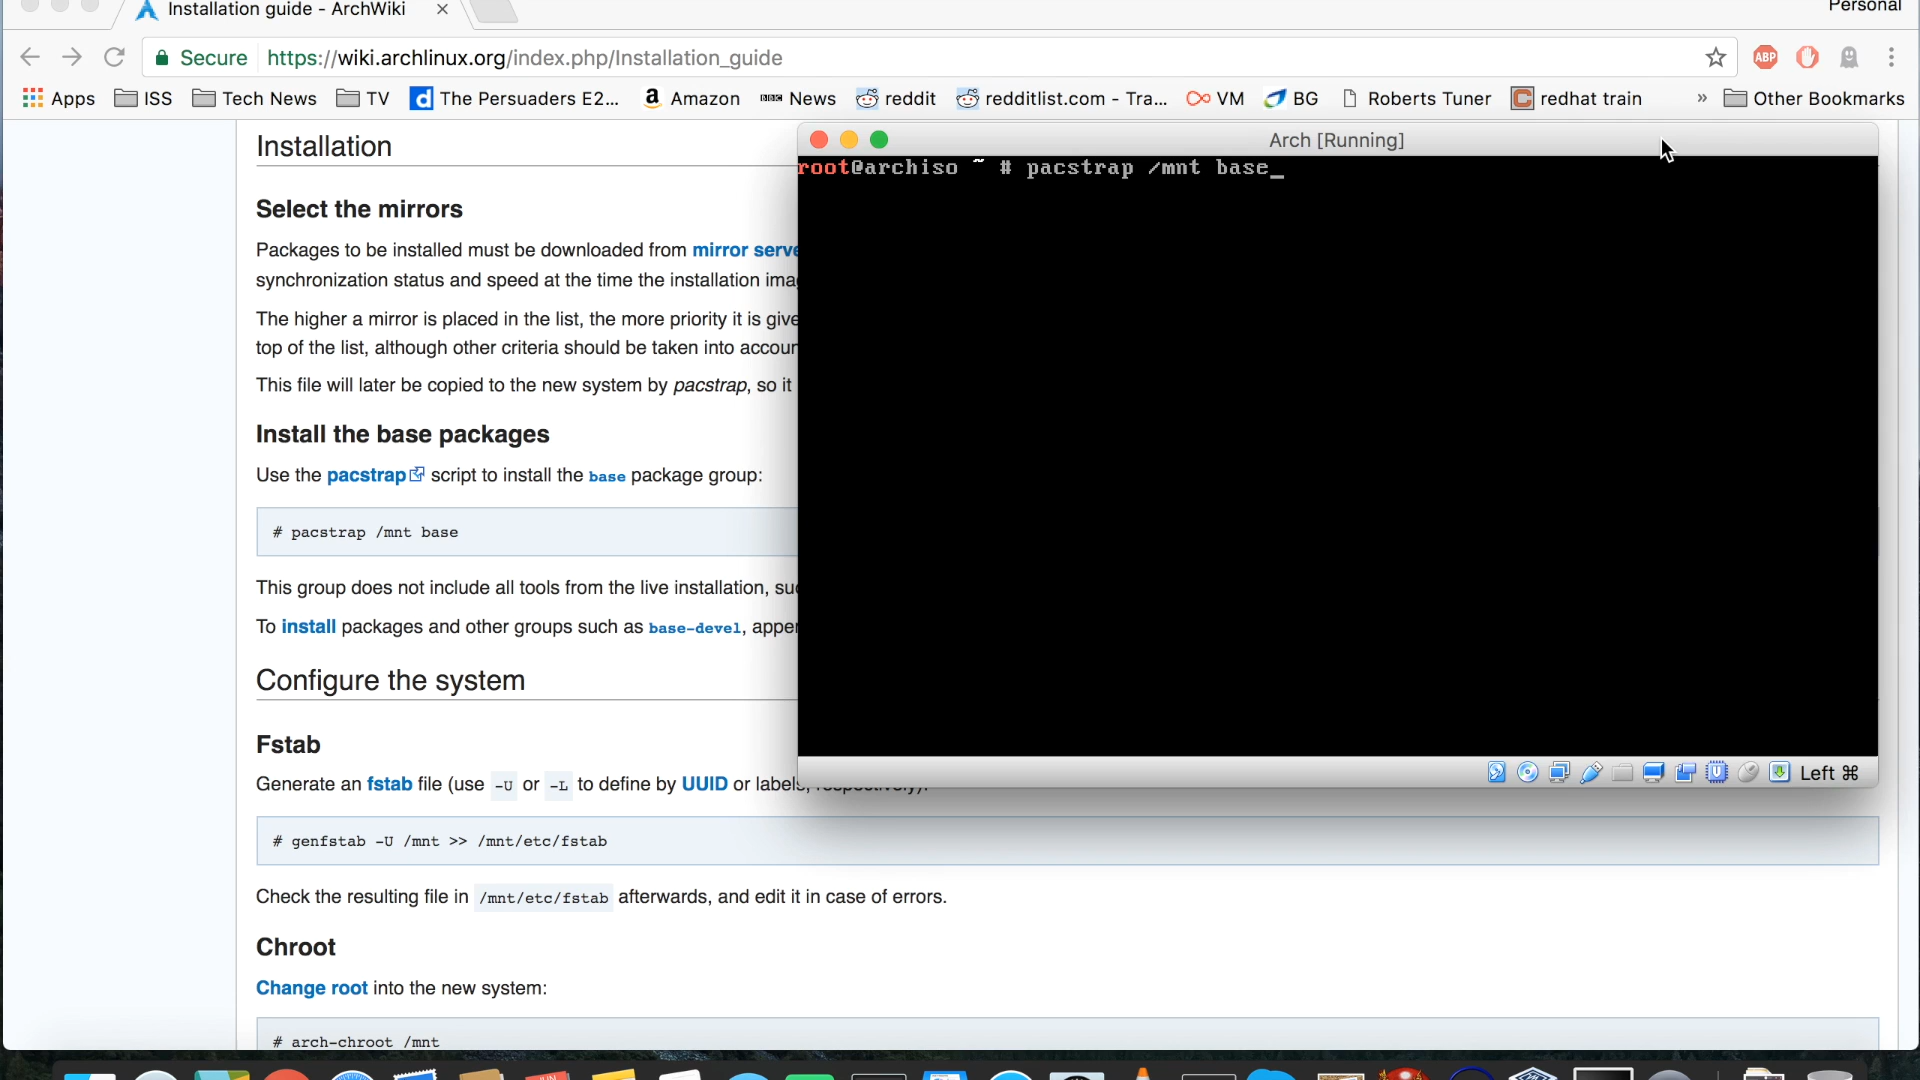 Installation guide - ArchWiki
Personal
Secure https://wiki.archlinux.org/index.php/Installation_guide
ABP
Apps ISS Tech News TV The Persuaders E2... Amazon News reddit redditlist.com - Tra... VM BG Roberts Tuner redhat train » Other Bookmarks
Installation
Arch [Running]
root@archiso ~ # pacstrap /mnt base_
Select the mirrors
Packages to be installed must be downloaded from mirror serve
synchronization status and speed at the time the installation ima
The higher a mirror is placed in the list, the more priority it is give
top of the list, although other criteria should be taken into accoun
This file will later be copied to the new system by pacstrap, so it
Install the base packages
Use the pacstrap script to install the base package group:
# pacstrap /mnt base
This group does not include all tools from the live installation, su
To install packages and other groups such as base-devel, appen
Configure the system
Fstab
Left ⌘
Generate an fstab file (use -U or -L to define by UUID or labels, respectively):
# genfstab -U /mnt >> /mnt/etc/fstab
Check the resulting file in /mnt/etc/fstab afterwards, and edit it in case of errors.
Chroot
Change root into the new system:
# arch-chroot /mnt